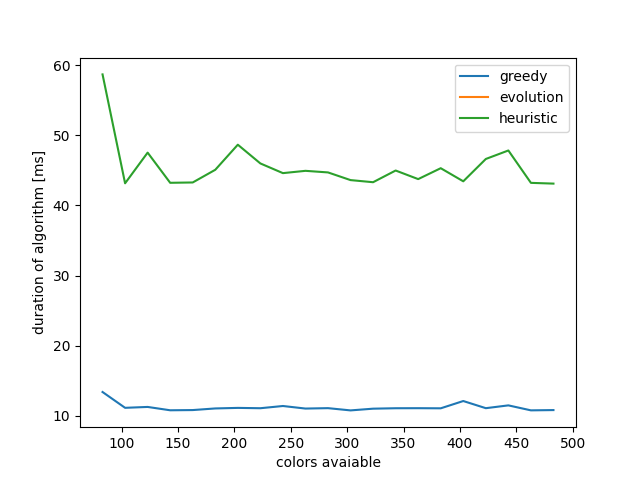 greedy
evolution
heuristic
60
50
40
30
20
10
duration of algorithm [ms]
100 150 200 250 300 350 400 450 500
colors avaiable